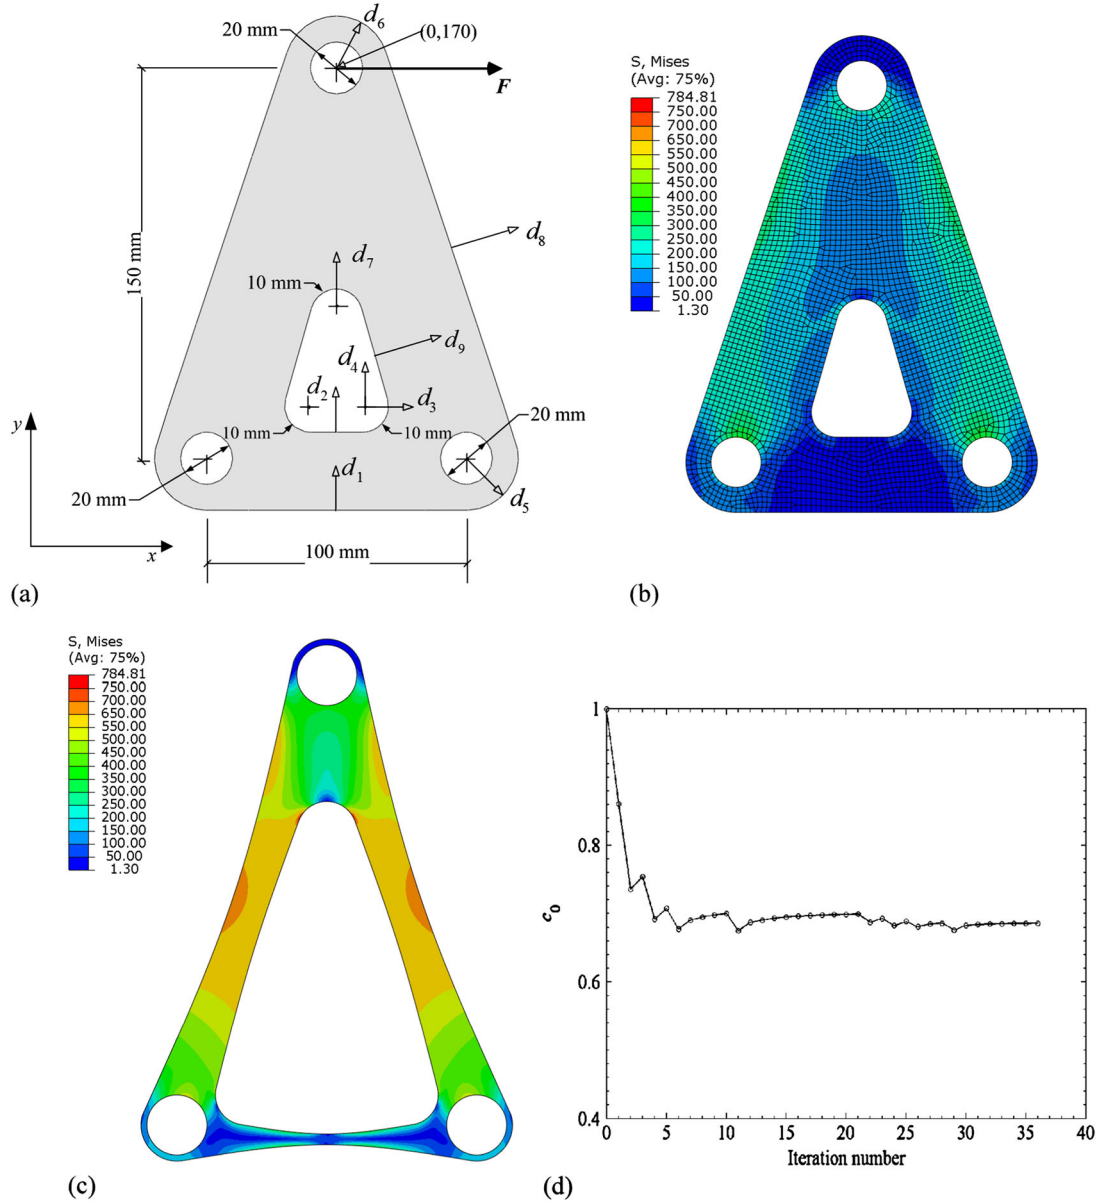 d6
20 mm
(0,170)
F
d8
150 mm
d7
10 mm
d9
d4
d2
d3
20 mm
10 mm
10 mm
y
d1
20 mm
d5
x
100 mm
(a)
S, Mises
(Avg: 75%)
784.81
750.00
700.00
650.00
550.00
500.00
450.00
400.00
350.00
300.00
250.00
200.00
150.00
100.00
50.00
1.30
(b)
S, Mises
(Avg: 75%)
784.81
750.00
700.00
650.00
550.00
500.00
450.00
400.00
350.00
300.00
250.00
200.00
150.00
100.00
50.00
1.30
(c)
1
0.8
c0
0.6
0.4
0 5 10 15 20 25 30 35 40
Iteration number
(d)